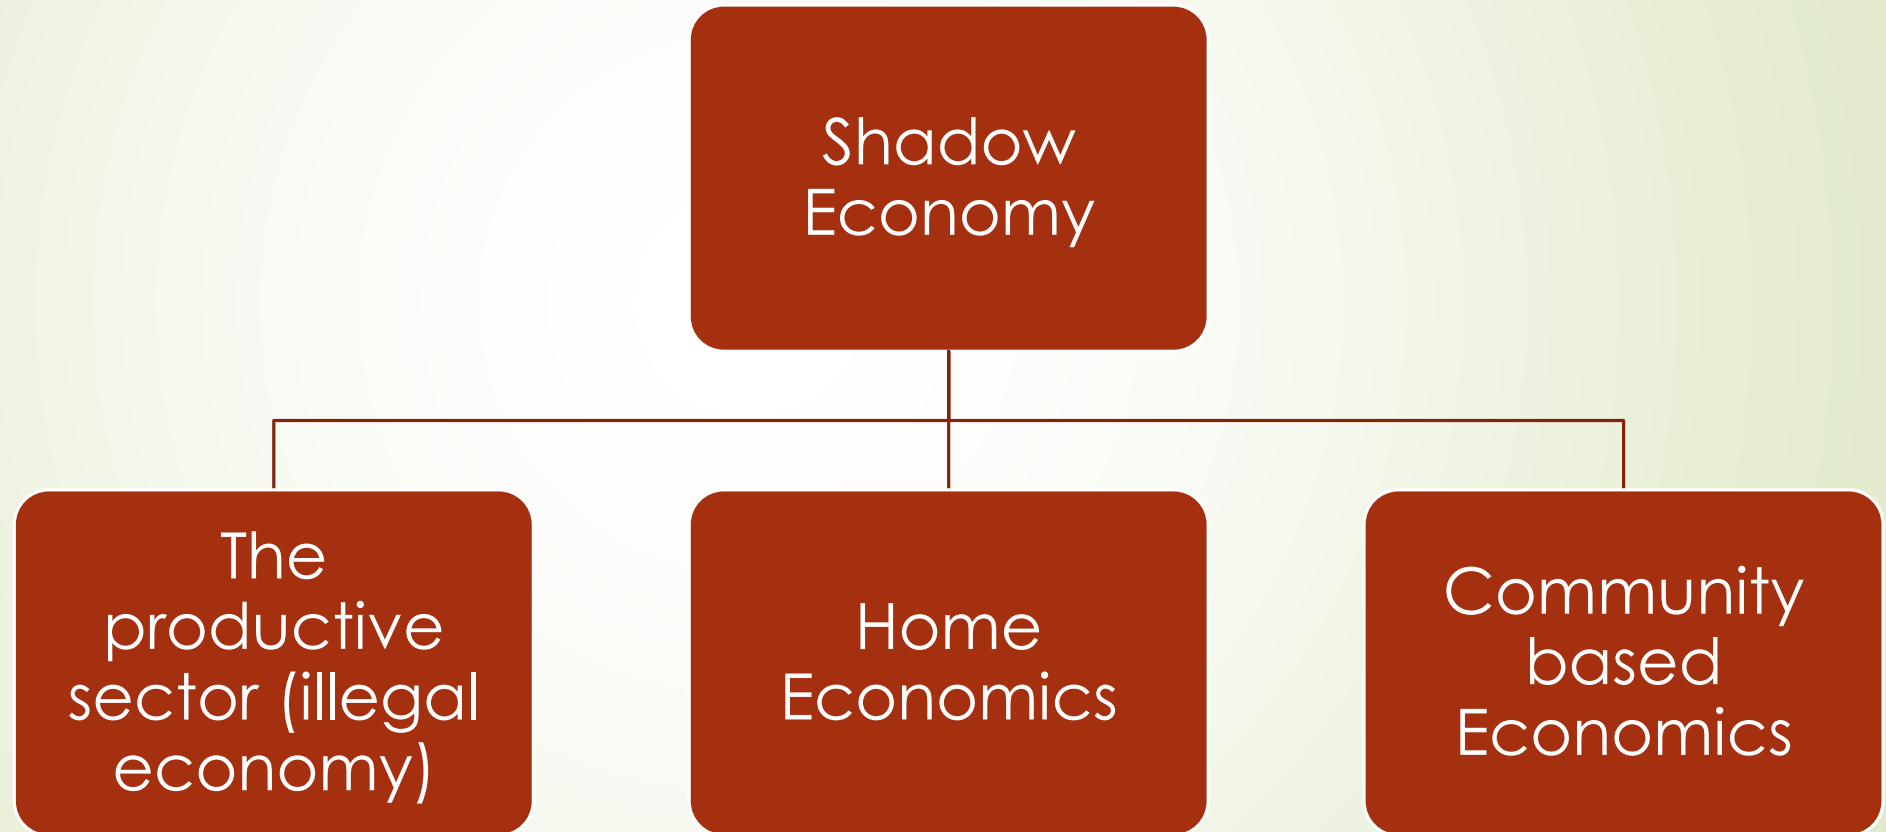 Shadow
Economy
The
productive
sector (illegal
economy)
Home
Economics
Community
based
Economics